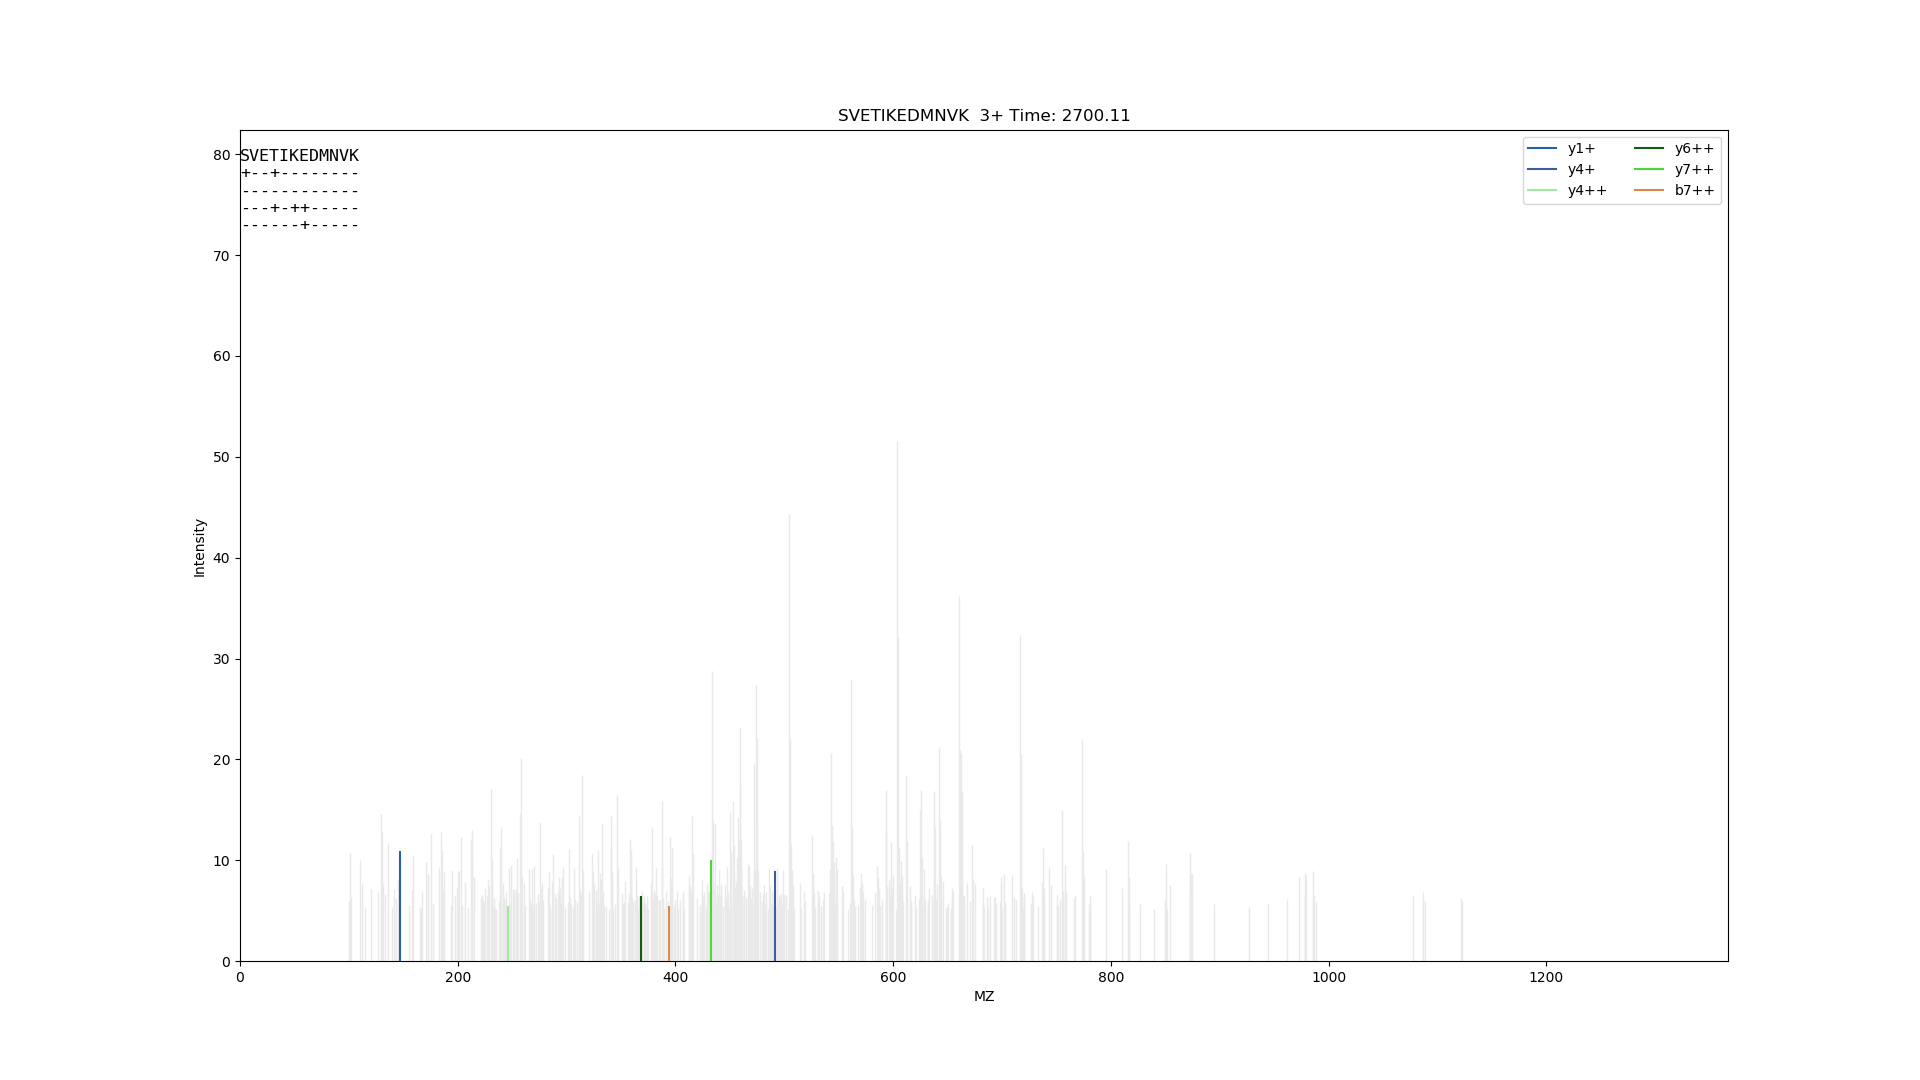 SVETIKEDMNVK  3+ Time: 2700.11
SVETIKEDMNVK
+--+--------
------------
---+-++-----
------+-----
y1+
y4+
y4++
y6++
y7++
b7++
80
70
60
50
40
30
20
10
0
Intensity
0 200 400 600 800 1000 1200
MZ